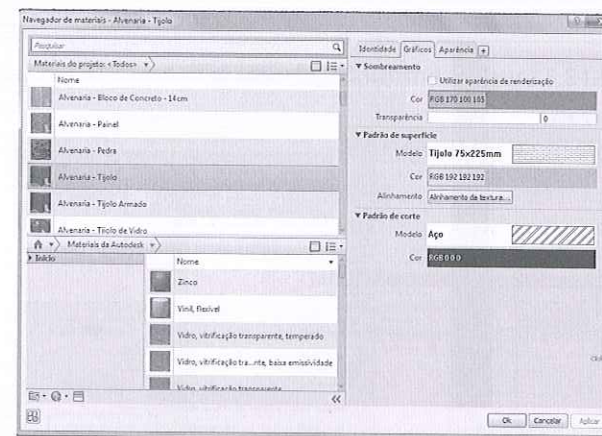 Navegador de materiais - Alvenaria - Tijolo
Pesquisar
Materiais do projeto: <Todos>
Nome
Alvenaria - Bloco de Concreto - 14cm
Alvenaria - Painel
Alvenaria - Pedra
Alvenaria - Tijolo
Alvenaria - Tijolo Armado
Alvenaria - Tijolo de Vidro
Materiais da Autodesk
Início
Nome
Zinco
Vinil, flexível
Vidro, vitrificação transparente, temperado
Vidro, vitrificação tra...nte, baixa emissividade
Vidro, vitrificação transparente
Identidade Gráficos Aparência
Sombreamento
Utilizar aparência de renderização
Cor RGB 170 100 103
Transparência 0
Padrão de superfície
Modelo Tijolo 75x225mm
Cor RGB 192 192 192
Alinhamento Alinhamento de textura...
Padrão de corte
Modelo Aço
Cor RGB 0 0 0
Ok Cancelar Aplicar